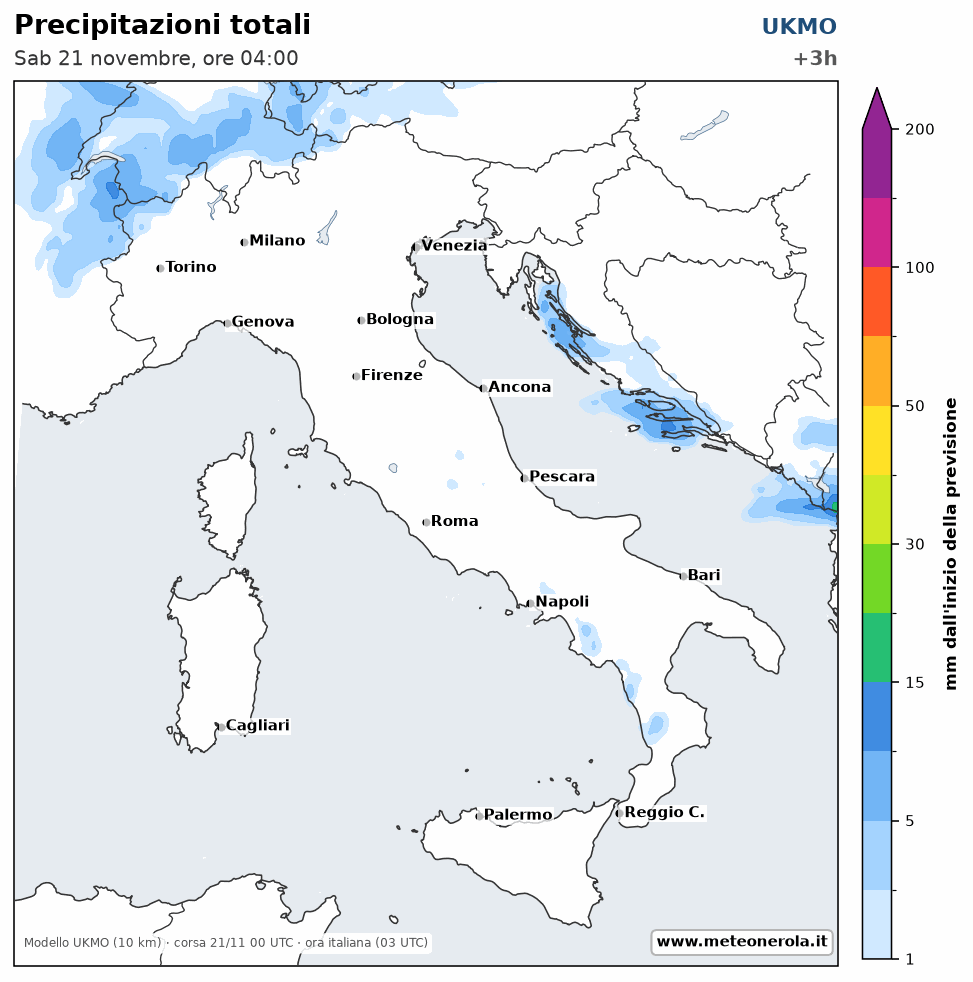 Precipitazioni totali
UKMO
Sab 21 novembre, ore 04:00
+3h
200
100
50
30
15
5
1
mm dall'inizio della previsione
Milano
Venezia
Torino
Genova
Bologna
Firenze
Ancona
Pescara
Roma
Bari
Napoli
Cagliari
Palermo
Reggio C.
Modello UKMO (10 km) · corsa 21/11 00 UTC · ora italiana (03 UTC)
www.meteonerola.it